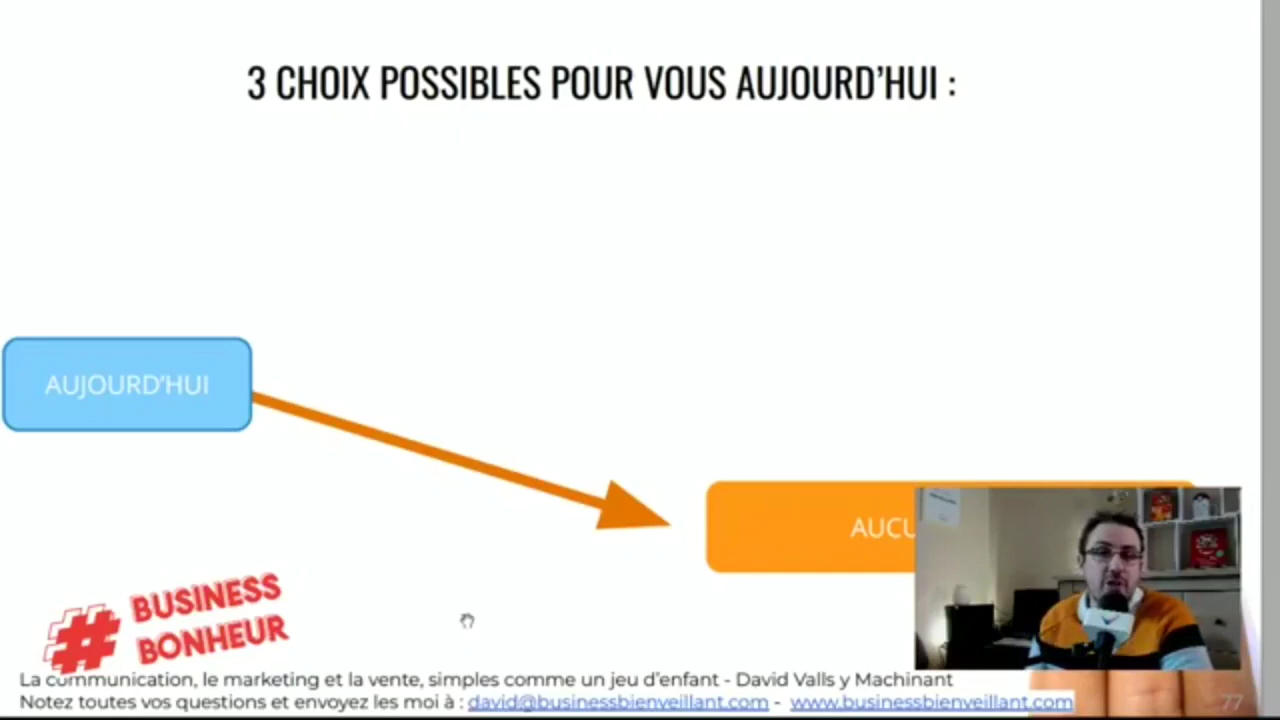 3 CHOIX POSSIBLES POUR VOUS AUJOURD'HUI :
AUJOURD'HUI
# BUSINESS
BONHEUR
La communication, le marketing et la vente, simples comme un jeu d'enfant - David Valls y Machinant
Notez toutes vos questions et envoyez les moi à : david@businessbienveillant.com - www.businessbienveillant.com
77